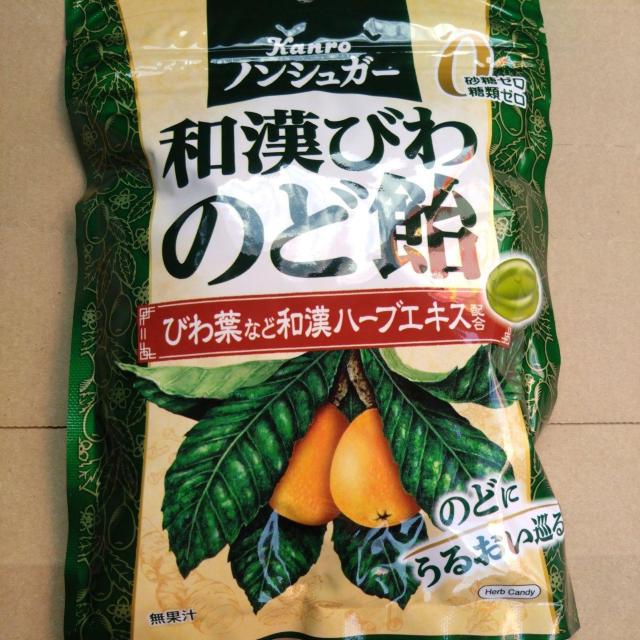 Kanro
ノンシュガー
0
砂糖ゼロ
糖類ゼロ
和漢びわ
のど飴
びわ葉など和漢ハーブエキス配合
のどに
うるおい巡る
Herb Candy
無果汁